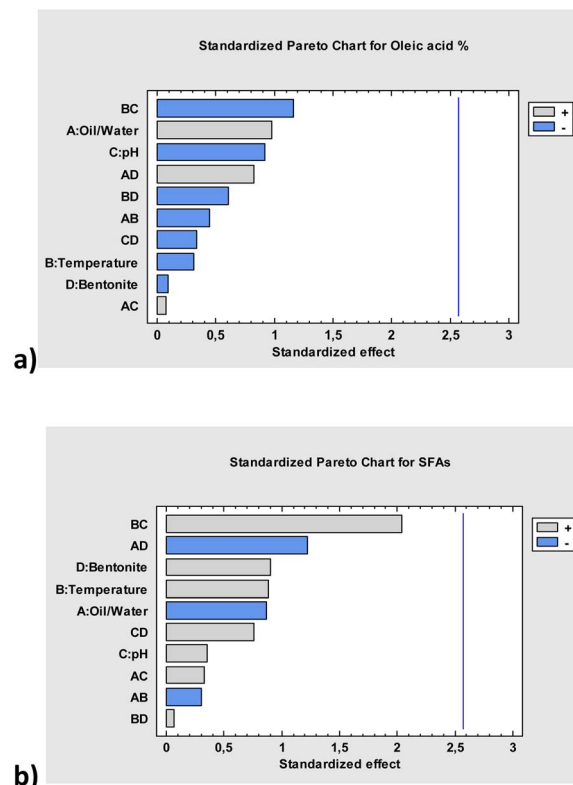 Standardized Pareto Chart for Oleic acid %
BC
A:Oil/Water
C:pH
AD
BD
AB
CD
B:Temperature
D:Bentonite
AC
+
-
0 0,5 1 1,5 2 2,5 3
Standardized effect
a)
Standardized Pareto Chart for SFAs
BC
AD
D:Bentonite
B:Temperature
A:Oil/Water
CD
C:pH
AC
AB
BD
+
-
0 0,5 1 1,5 2 2,5 3
Standardized effect
b)